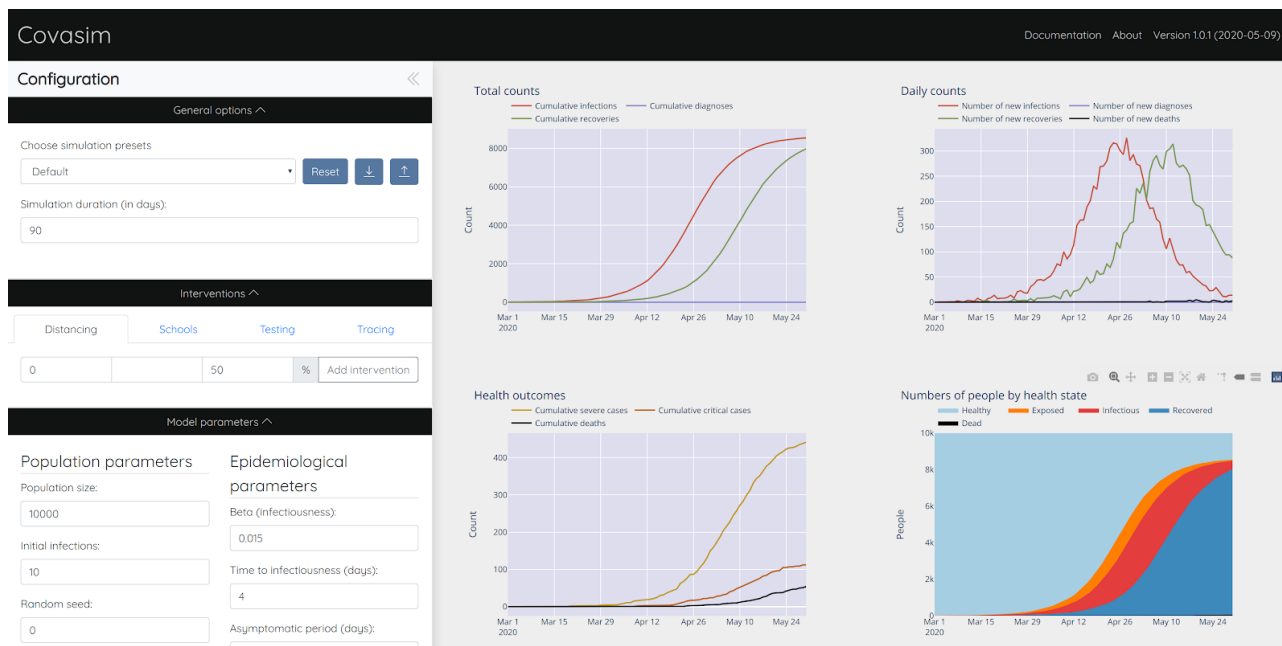 Covasim
Documentation About Version 1.0.1 (2020-05-09)
Configuration
General options
Choose simulation presets
Default
Reset
Simulation duration (in days):
90
Interventions
Distancing Schools Testing Tracing
0 50 % Add intervention
Model parameters
Population parameters
Population size:
10000
Initial infections:
10
Random seed:
0
Epidemiological
parameters
Beta (infectiousness):
0.015
Time to infectiousness (days):
4
Asymptomatic period (days):
Total counts
Cumulative infections Cumulative diagnoses
Cumulative recoveries
8000
6000
4000
2000
0
Count
Mar 1 Mar 15 Mar 29 Apr 12 Apr 26 May 10 May 24
2020
Daily counts
Number of new infections Number of new diagnoses
Number of new recoveries Number of new deaths
300
250
200
150
100
50
0
Count
Mar 1 Mar 15 Mar 29 Apr 12 Apr 26 May 10 May 24
2020
Health outcomes
Cumulative severe cases Cumulative critical cases
Cumulative deaths
400
300
200
100
0
Count
Mar 1 Mar 15 Mar 29 Apr 12 Apr 26 May 10 May 24
2020
Numbers of people by health state
Healthy Exposed Infectious Recovered
Dead
10k
8k
6k
4k
2k
0
People
Mar 1 Mar 15 Mar 29 Apr 12 Apr 26 May 10 May 24
2020